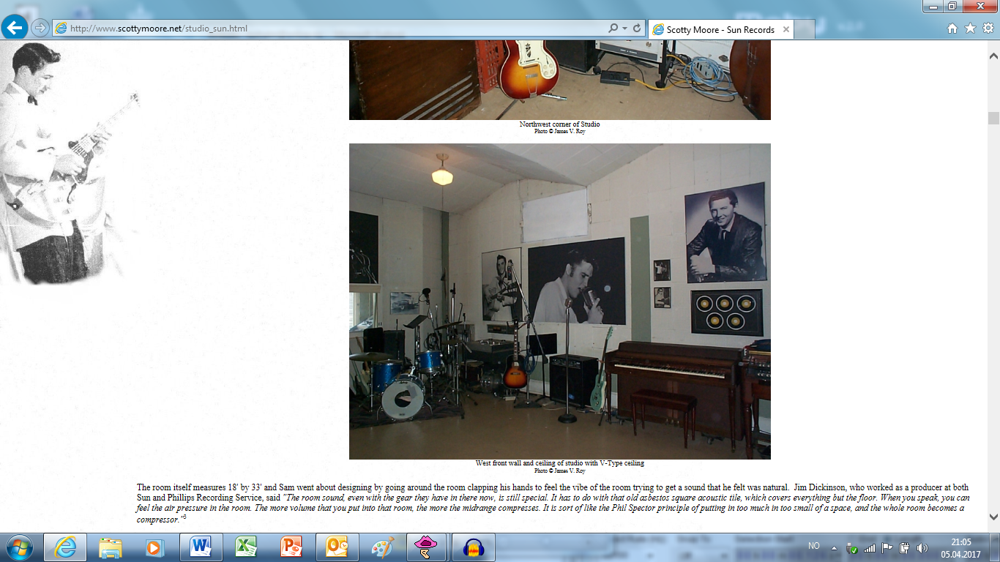 http://www.scottymoore.net/studio_sun.html
Scotty Moore - Sun Records
Northwest corner of Studio
Photo © James V. Roy
West front wall and ceiling of studio with V-Type ceiling
Photo © James V. Roy
The room itself measures 18' by 33' and Sam went about designing by going around the room clapping his hands to feel the vibe of the room trying to get a sound that he felt was natural. Jim Dickinson, who worked as a producer at both
Sun and Phillips Recording Service, said "The room sound, even with the gear they have in there now, is still special. It has to do with that old asbestos square acoustic tile, which covers everything but the floor. When you speak, you can
feel the air pressure in the room. The more volume that you put into that room, the more the midrange compresses. It is sort of like the Phil Spector principle of putting in too much in too small of a space, and the whole room becomes a
compressor."3
NO
21:05
05.04.2017